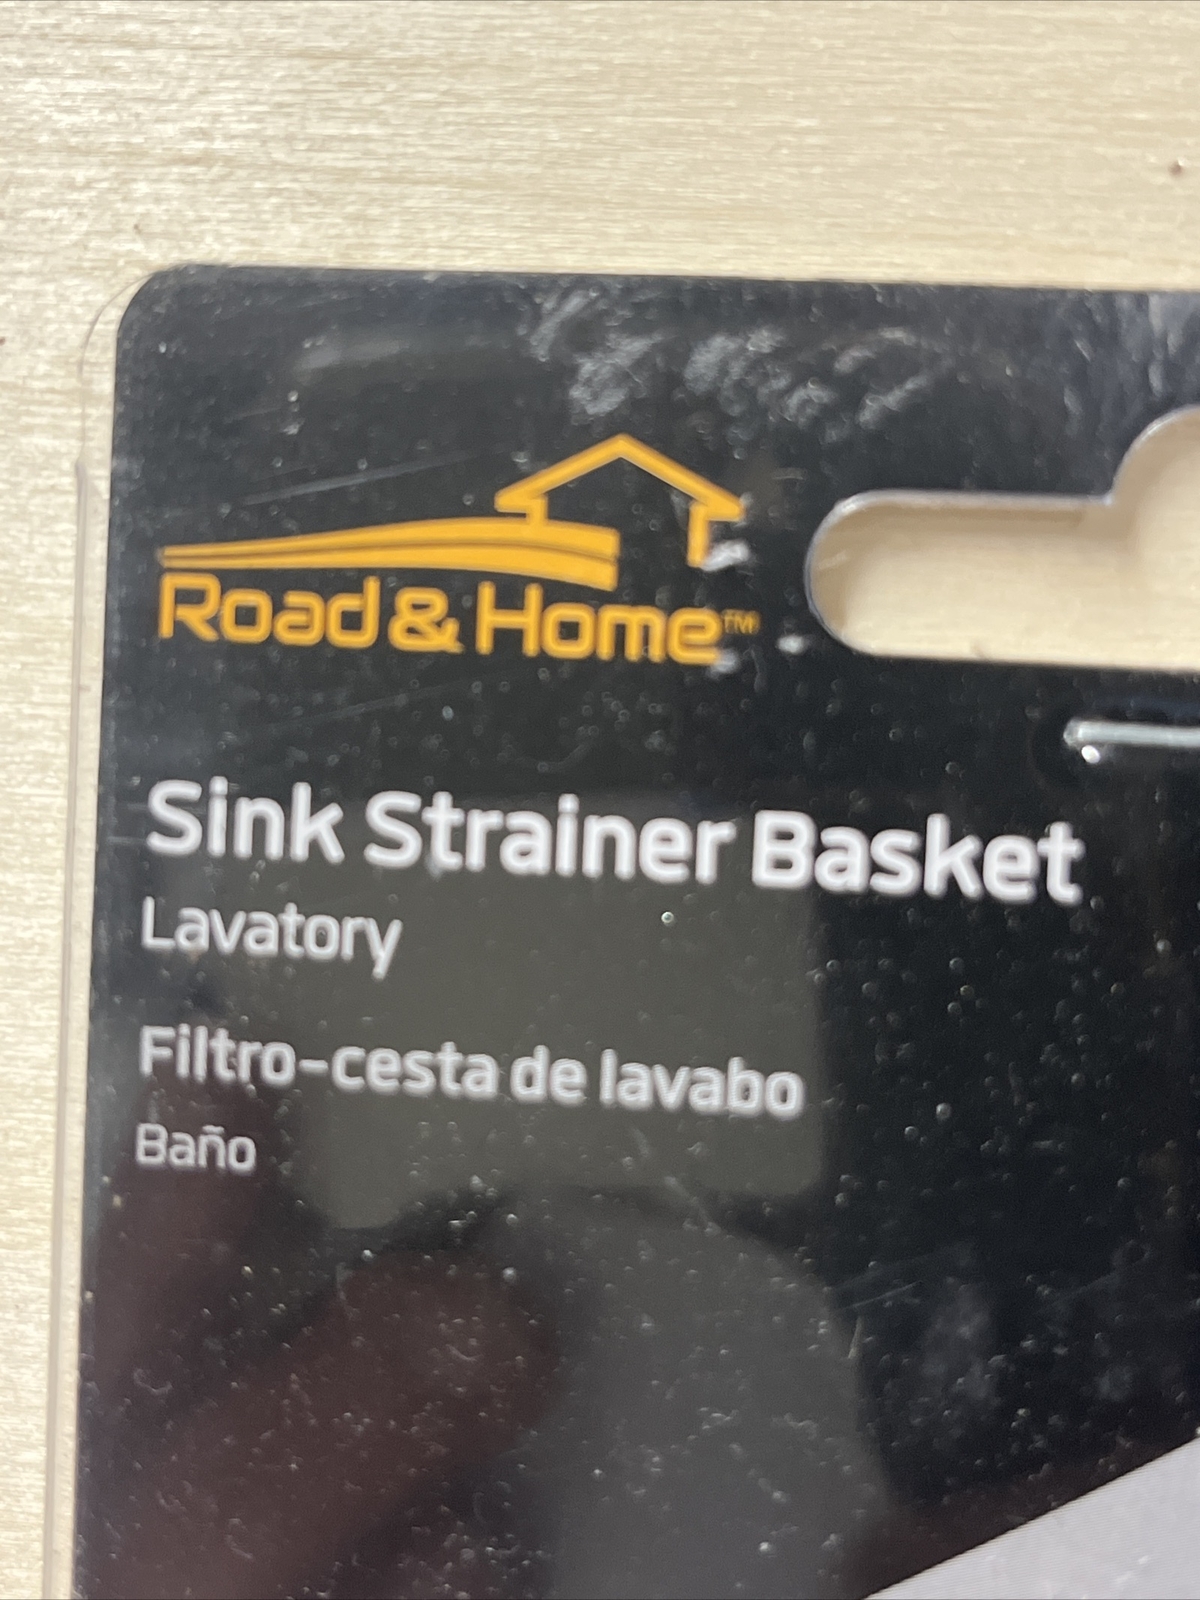 Road & Home™
Sink Strainer Basket
Lavatory
Filtro-cesta de lavabo
Baño